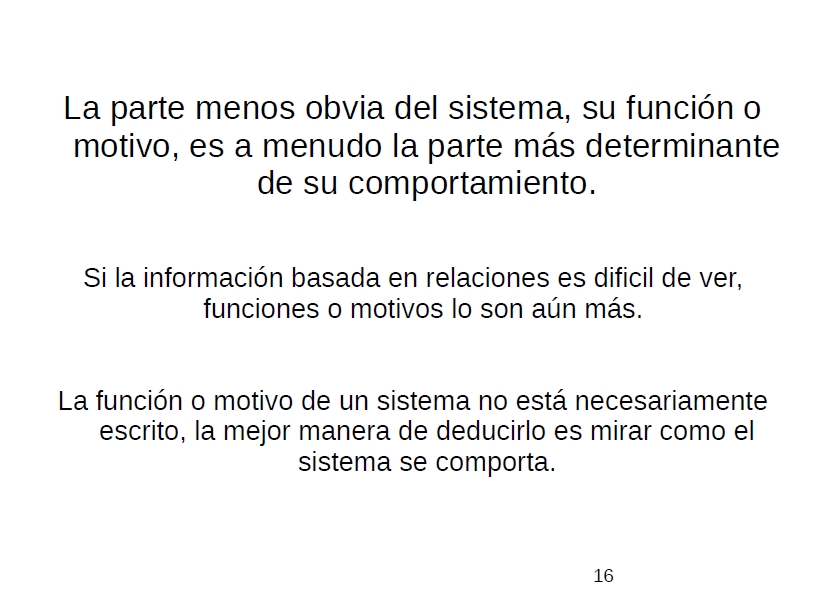 La parte menos obvia del sistema, su función o
motivo, es a menudo la parte más determinante
de su comportamiento.
Si la información basada en relaciones es dificil de ver,
funciones o motivos lo son aún más.
La función o motivo de un sistema no está necesariamente
escrito, la mejor manera de deducirlo es mirar como el
sistema se comporta.
16